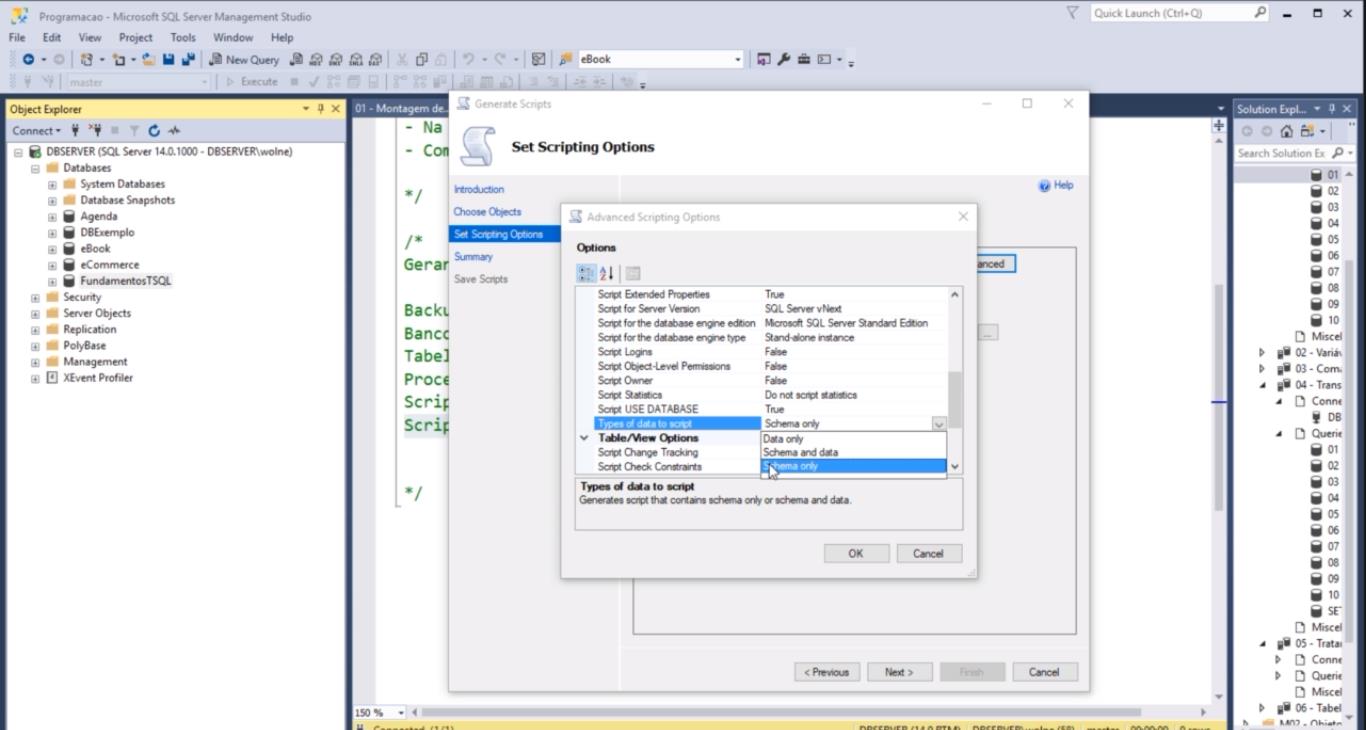 Programacao - Microsoft SQL Server Management Studio
Quick Launch (Ctrl+Q)
File Edit View Project Tools Window Help
New Query
eBook
master
Execute
Object Explorer
Connect
DBSERVER (SQL Server 14.0.1000 - DBSERVER\wolne)
Databases
System Databases
Database Snapshots
Agenda
DBExemplo
eBook
eCommerce
FundamentosTSQL
Security
Server Objects
Replication
PolyBase
Management
XEvent Profiler
01 - Montagem de...
- Na
- Com
*/
/*
Gerar
Backu
Banco
Tabel
Proce
Scrip
Scrip
*/
150 %
Generate Scripts
Set Scripting Options
Introduction
Choose Objects
Set Scripting Options
Summary
Save Scripts
Help
anced
...
Advanced Scripting Options
Options
Script Extended Properties True
Script for Server Version SQL Server vNext
Script for the database engine edition Microsoft SQL Server Standard Edition
Script for the database engine type Stand-alone instance
Script Logins False
Script Object-Level Permissions False
Script Owner False
Script Statistics Do not script statistics
Script USE DATABASE True
Types of data to script Schema only
Table/View Options
Script Change Tracking
Script Check Constraints
Data only
Schema and data
Schema only
Types of data to script
Generates script that contains schema only or schema and data.
OK Cancel
< Previous Next > Finish Cancel
Solution Expl...
Search Solution Ex
01
02
03
04
05
06
07
08
09
10
Miscel
02 - Variáv
03 - Coma
04 - Trans
Conne
DB
Querie
01
02
03
04
05
06
07
08
09
10
SE
Miscel
05 - Tratar
Conne
Querie
Miscel
06 - Tabel
M02 - Objeto
Connected. (1/1) DBSERVER (14.0 RTM) DBSERVER\wolne (58) master 00:00:00 0 rows